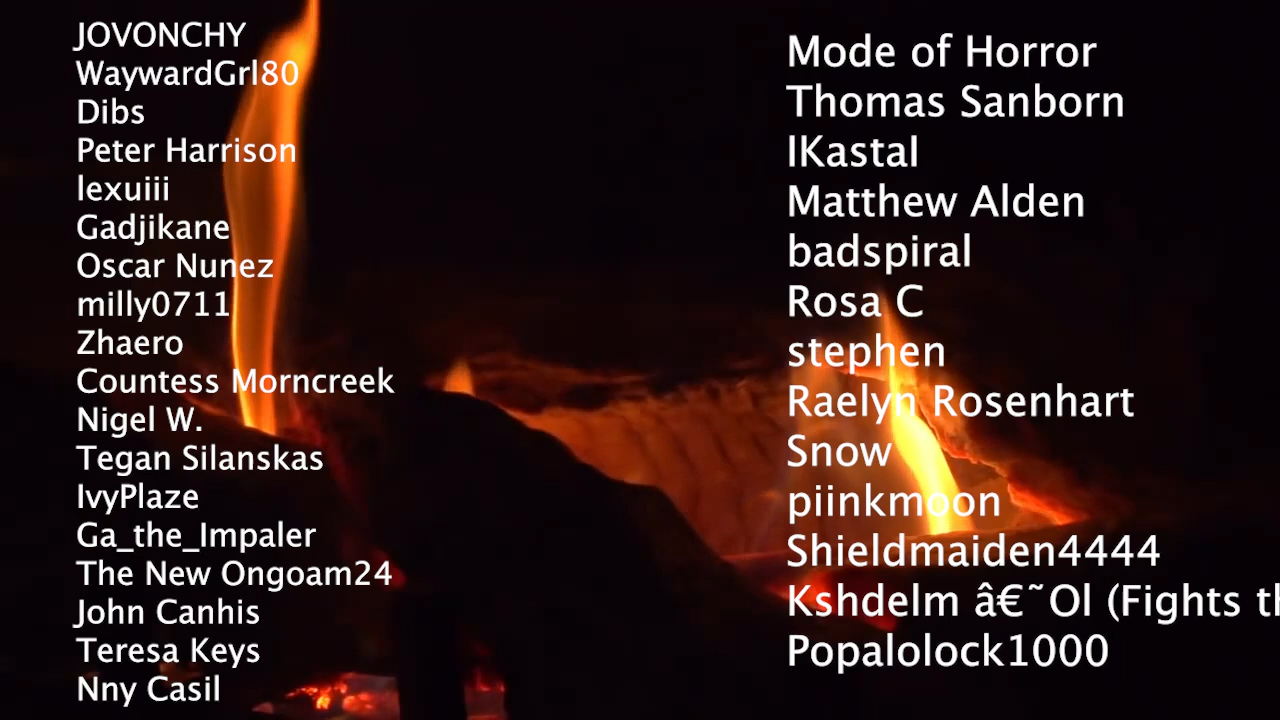 JOVONCHY
WaywardGrl80
Dibs
Peter Harrison
lexuiii
Gadjikane
Oscar Nunez
milly0711
Zhaero
Countess Morncreek
Nigel W.
Tegan Silanskas
IvyPlaze
Ga_the_Impaler
The New Ongoam24
John Canhis
Teresa Keys
Nny Casil
Mode of Horror
Thomas Sanborn
IKastal
Matthew Alden
badspiral
Rosa C
stephen
Raelyn Rosenhart
Snow
piinkmoon
Shieldmaiden4444
Kshdelm â€˜Ol (Fights
Popalolock1000